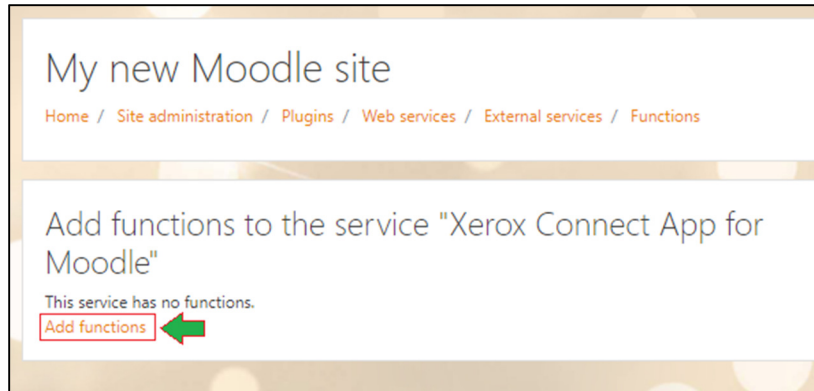 My new Moodle site
Home / Site administration / Plugins / Web services / External services / Functions
Add functions to the service "Xerox Connect App for
Moodle"
This service has no functions.
Add functions